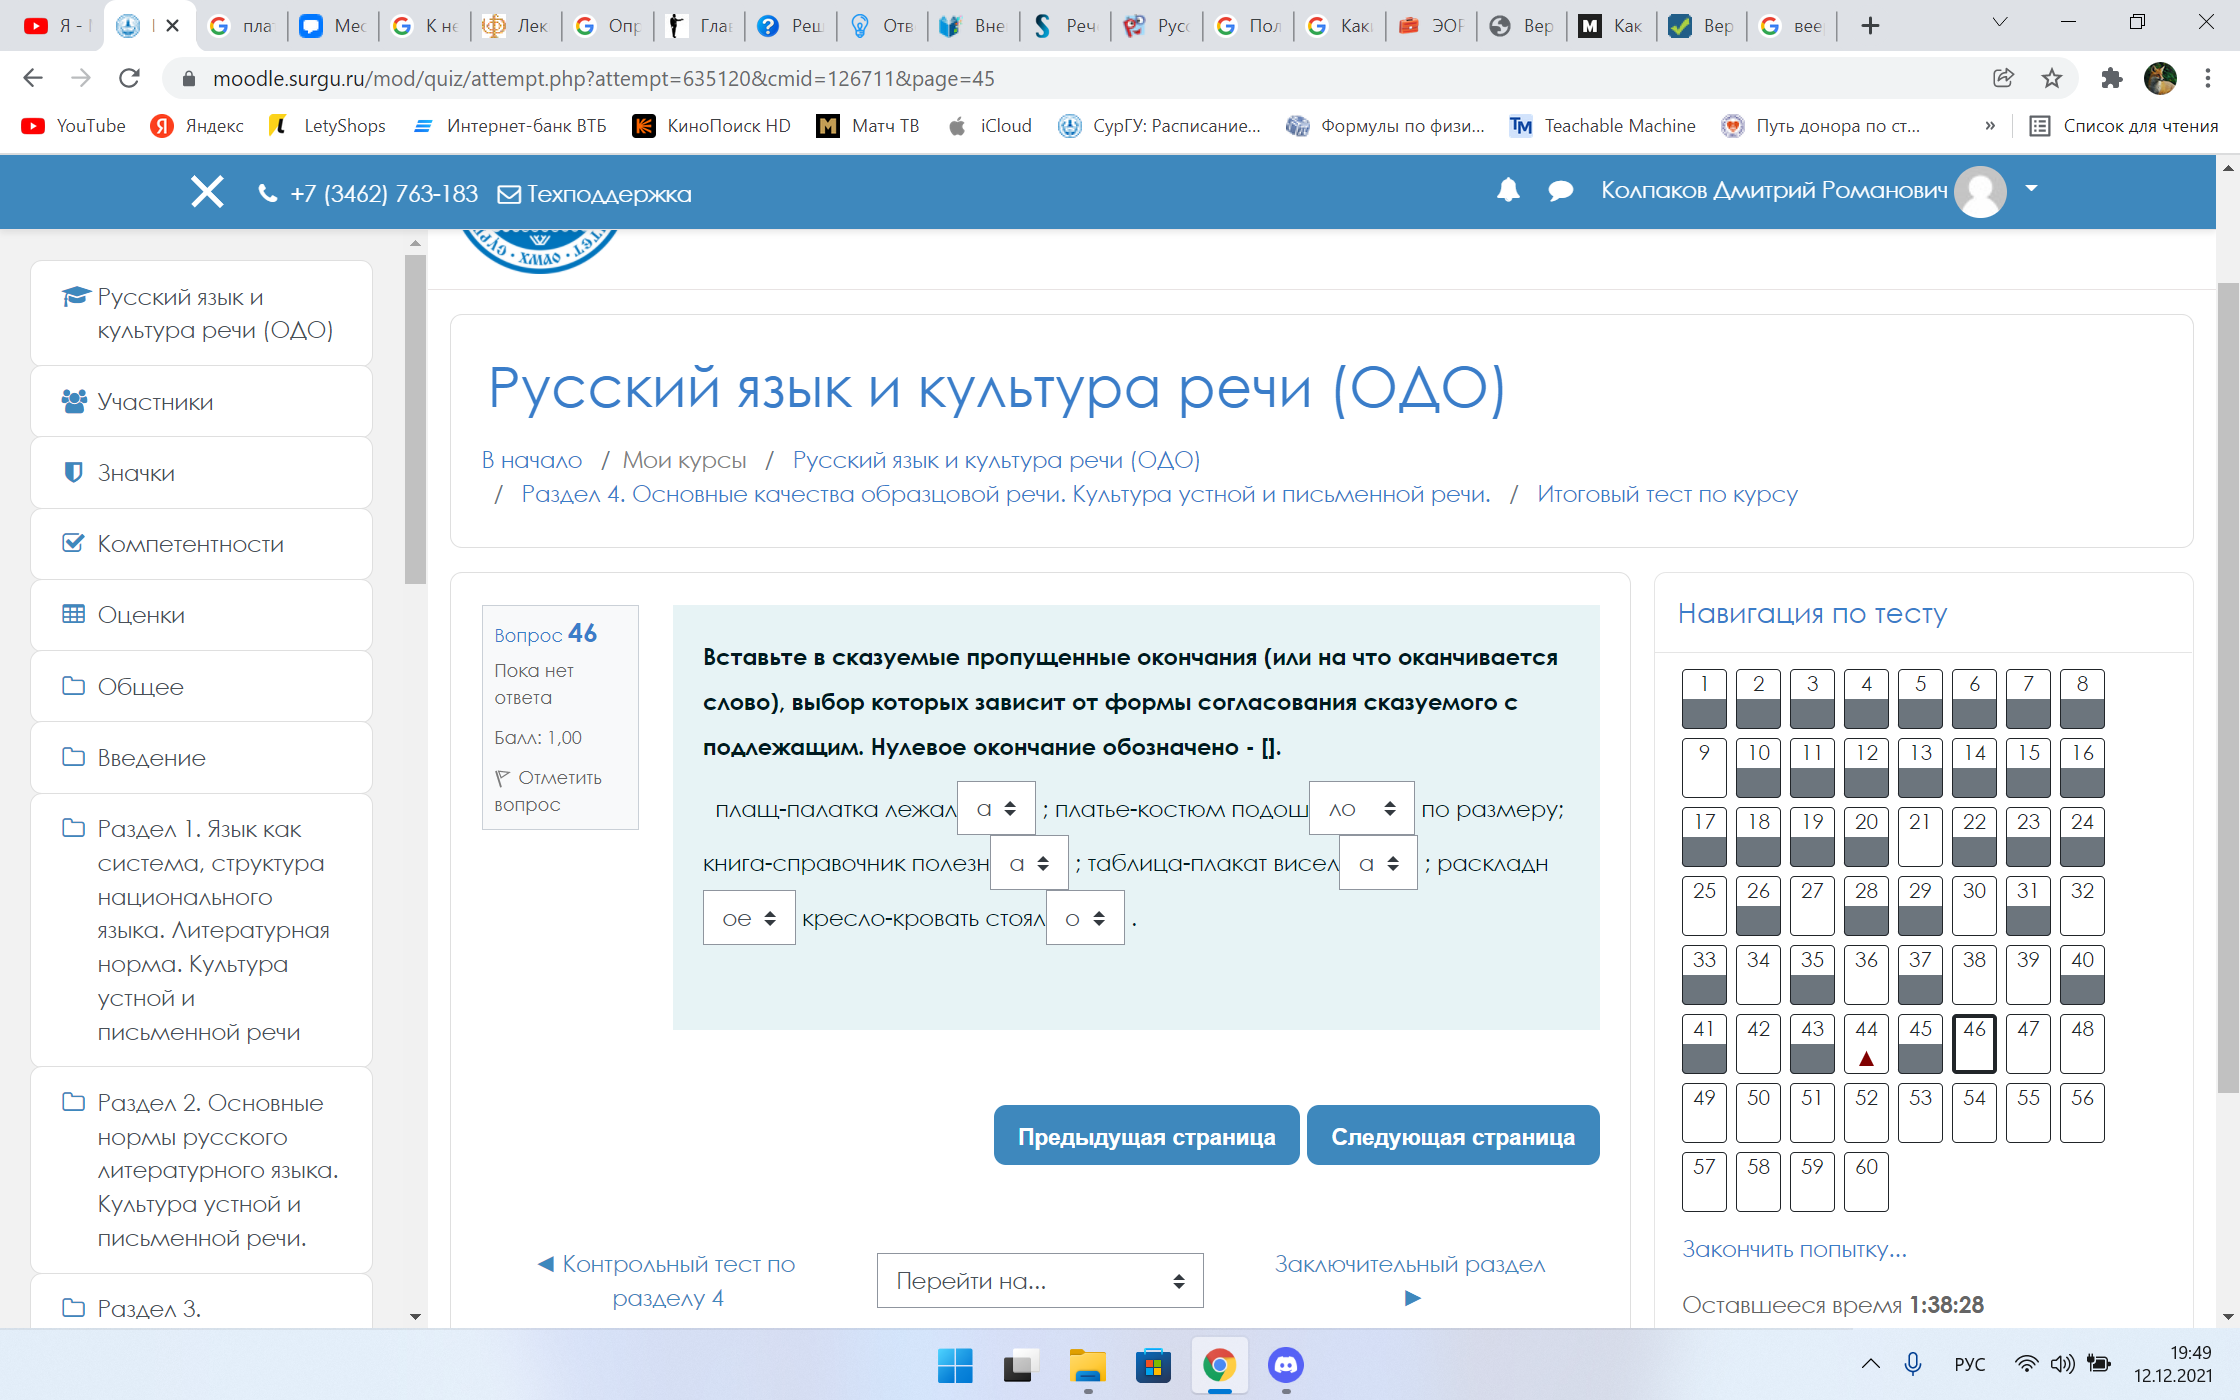 Я - 
пла
Мес
К не
Лек
Опр
Глав
Реш
Отв
Вне
Рече
Русс
Пол
Как
ЭОР
Вер
Как
Вер
вее
moodle.surgu.ru/mod/quiz/attempt.php?attempt=635120&cmid=126711&page=45
YouTube
Яндекс
LetyShops
Интернет-банк ВТБ
КиноПоиск HD
Матч ТВ
iCloud
СурГУ: Расписание...
Формулы по физи...
Teachable Machine
Путь донора по ст...
»
Список для чтения
+7 (3462) 763-183
Техподдержка
Колпаков Дмитрий Романович
Русский язык и
культура речи (ОДО)
Участники
Значки
Компетентности
Оценки
Общее
Введение
Раздел 1. Язык как
система, структура
национального
языка. Литературная
норма. Культура
устной и
письменной речи
Раздел 2. Основные
нормы русского
литературного языка.
Культура устной и
письменной речи.
Раздел 3.
Русский язык и культура речи (ОДО)
В начало / Мои курсы / Русский язык и культура речи (ОДО)
/ Раздел 4. Основные качества образцовой речи. Культура устной и письменной речи. / Итоговый тест по курсу
Вопрос 46
Пока нет
ответа
Балл: 1,00
Отметить
вопрос
Вставьте в сказуемые пропущенные окончания (или на что оканчивается
слово), выбор которых зависит от формы согласования сказуемого с
подлежащим. Нулевое окончание обозначено - [].
плащ-палатка лежал а ; платье-костюм подош ло по размеру;
книга-справочник полезн а ; таблица-плакат висел а ; раскладн
ое кресло-кровать стоял о .
Предыдущая страница
Следующая страница
◄ Контрольный тест по
разделу 4
Перейти на...
Заключительный раздел
►
Навигация по тесту
1 2 3 4 5 6 7 8
9 10 11 12 13 14 15 16
17 18 19 20 21 22 23 24
25 26 27 28 29 30 31 32
33 34 35 36 37 38 39 40
41 42 43 44 45 46 47 48
49 50 51 52 53 54 55 56
57 58 59 60
Закончить попытку...
Оставшееся время 1:38:28
РУС
19:49
12.12.2021